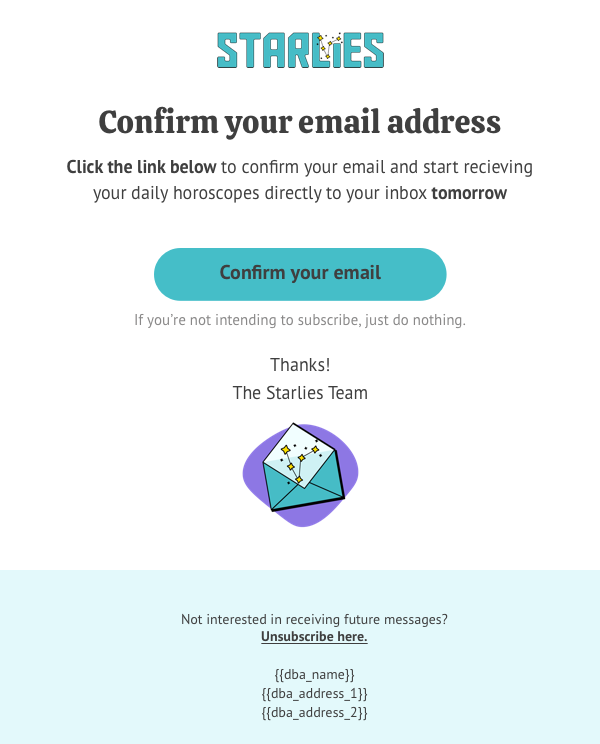 STARLIES
Confirm your email address
Click the link below to confirm your email and start recieving
your daily horoscopes directly to your inbox tomorrow
Confirm your email
If you're not intending to subscribe, just do nothing.
Thanks!
The Starlies Team
Not interested in receiving future messages?
Unsubscribe here.
{{dba_name}}
{{dba_address_1}}
{{dba_address_2}}